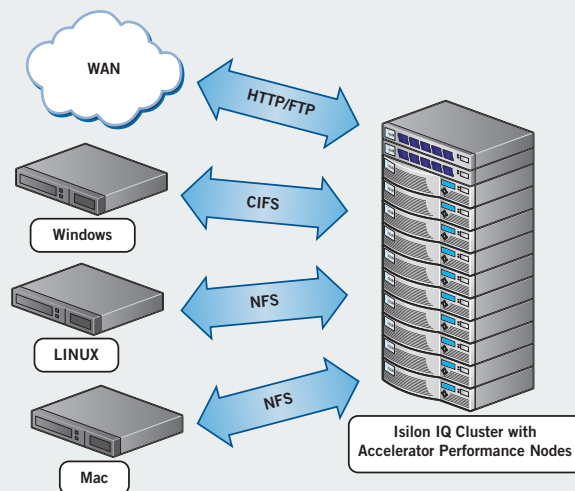 WAN
HTTP/FTP
Windows
CIFS
LINUX
NFS
Mac
NFS
Isilon IQ Cluster with
Accelerator Performance Nodes